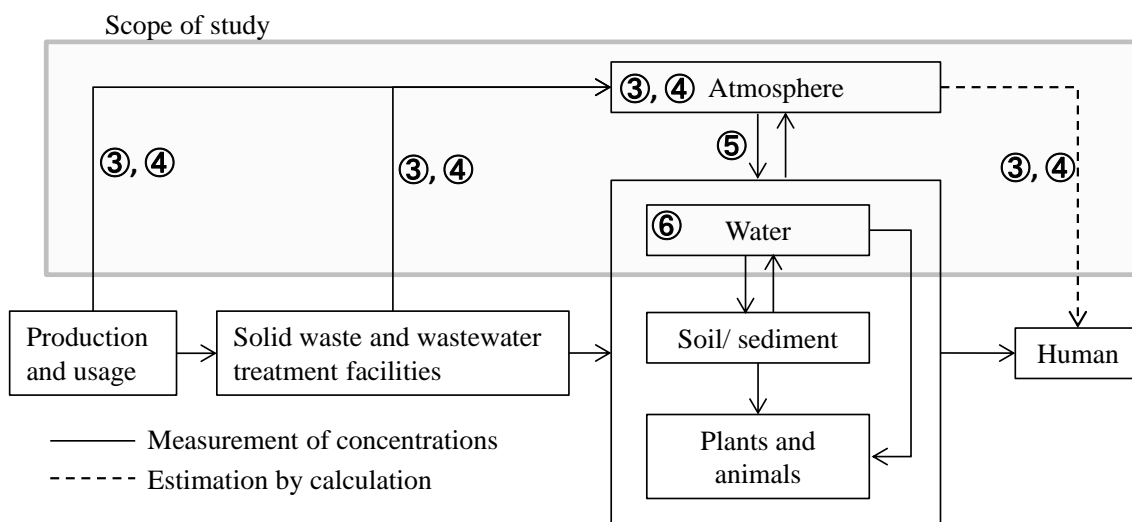 Scope of study
③, ④ Atmosphere
③, ④
③, ④
⑤
③, ④
⑥
Water
Production
and usage
Solid waste and wastewater
treatment facilities
Soil/ sediment
Human
Plants and
animals
Measurement of concentrations
Estimation by calculation